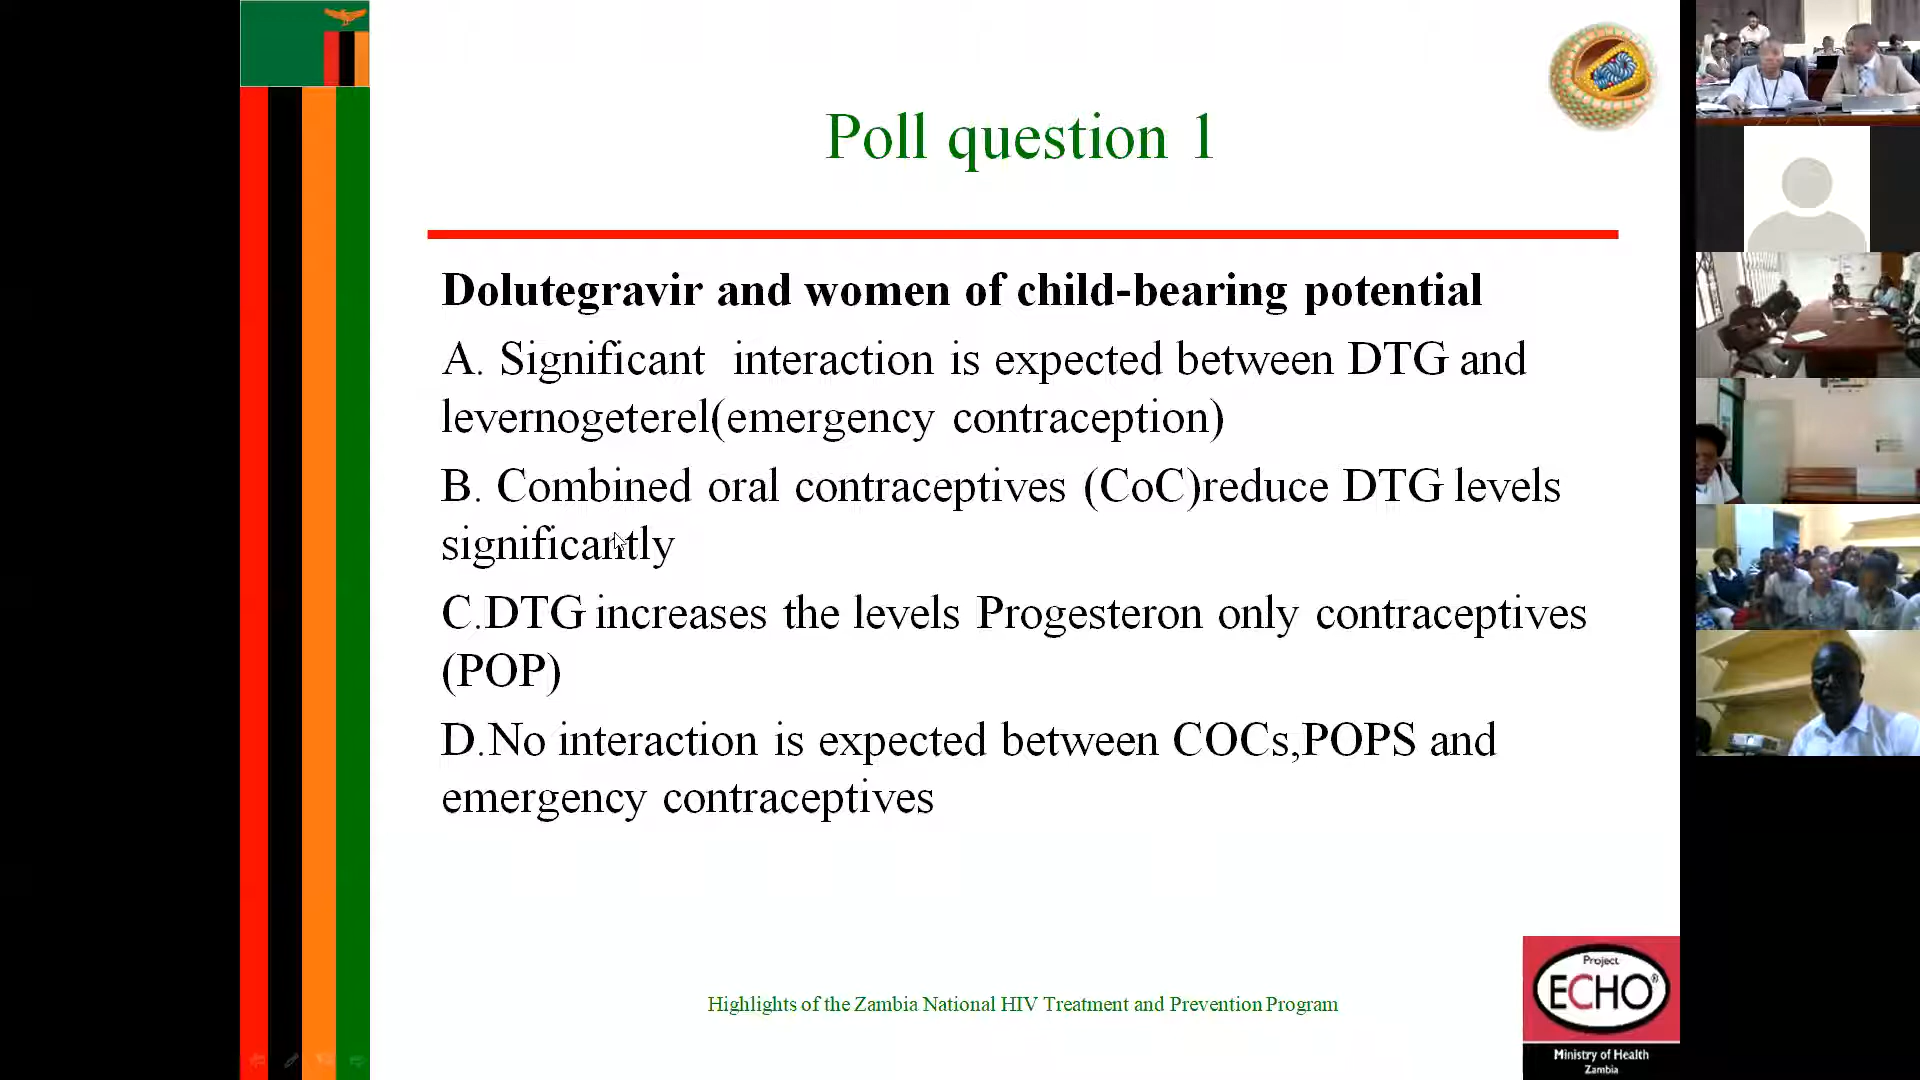 Poll question 1
Dolutegravir and women of child-bearing potential
A. Significant interaction is expected between DTG and
levernogeterel(emergency contraception)
B. Combined oral contraceptives (CoC)reduce DTG levels
significantly
C.DTG increases the levels Progesteron only contraceptives
(POP)
D.No interaction is expected between COCs,POPS and
emergency contraceptives
Highlights of the Zambia National HIV Treatment and Prevention Program
Project
ECHO®
Ministry of Health
Zambia